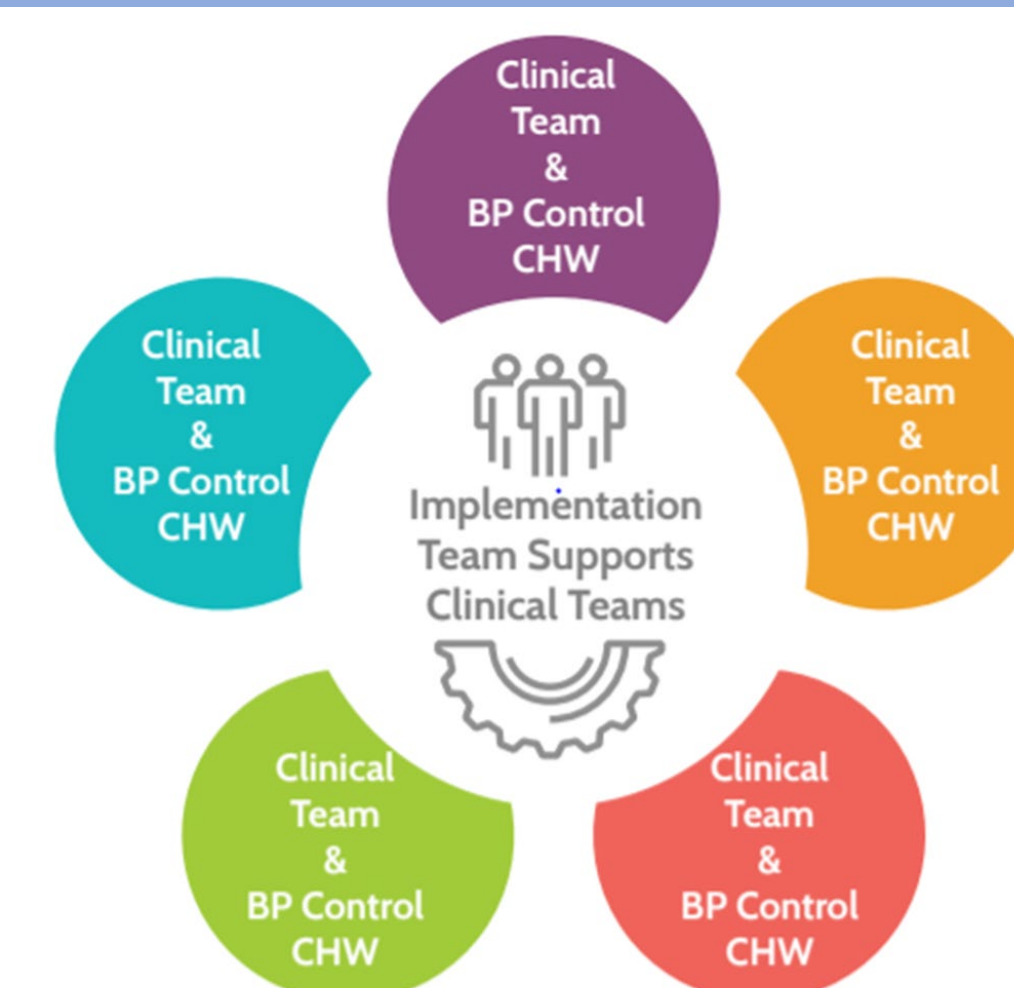 Clinical
Team
&
BP Control
CHW
Clinical
Team
&
BP Control
CHW
Clinical
Team
&
BP Control
CHW
Implementation
Team Supports
Clinical Teams
Clinical
Team
&
BP Control
CHW
Clinical
Team
&
BP Control
CHW